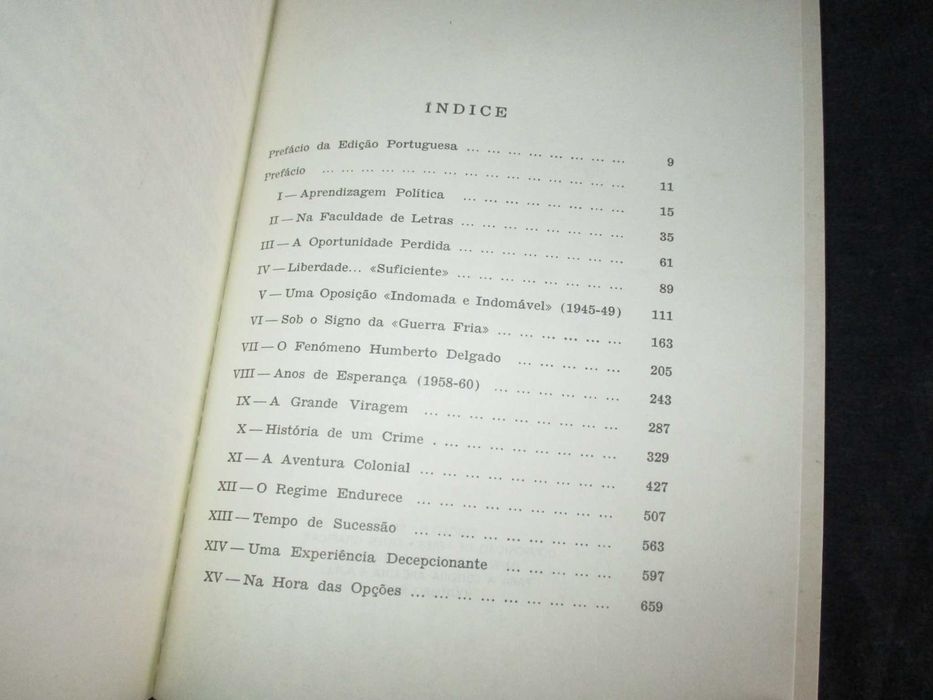 ÍNDICE
Prefácio da Edição Portuguesa ... ... ... ... ... ... ... ... 9
Prefácio ... ... ... ... ... ... ... ... ... ... ... ... ... ... 11
I — Aprendizagem Política ... ... ... ... ... ... ... ... 15
II — Na Faculdade de Letras ... ... ... ... ... ... ... ... 35
III — A Oportunidade Perdida ... ... ... ... ... ... ... ... 61
IV — Liberdade... «Suficiente» ... ... ... ... ... ... ... ... 89
V — Uma Oposição «Indomada e Indomável» (1945-49) 111
VI — Sob o Signo da «Guerra Fria» ... ... ... ... ... ... 163
VII — O Fenómeno Humberto Delgado ... ... ... ... ... 205
VIII — Anos de Esperança (1958-60) ... ... ... ... ... ... 243
IX — A Grande Viragem ... ... ... ... ... ... ... ... ... 287
X — História de um Crime . ... ... ... ... ... ... ... ... 329
XI — A Aventura Colonial ... ... ... ... ... ... ... ... ... 427
XII — O Regime Endurece ... ... ... ... ... ... ... ... ... 507
XIII — Tempo de Sucessão ... ... ... ... ... ... ... ... ... 563
XIV — Uma Experiência Decepcionante ... ... ... ... ... 597
XV — Na Hora das Opções ... ... ... ... ... ... ... ... ... 659